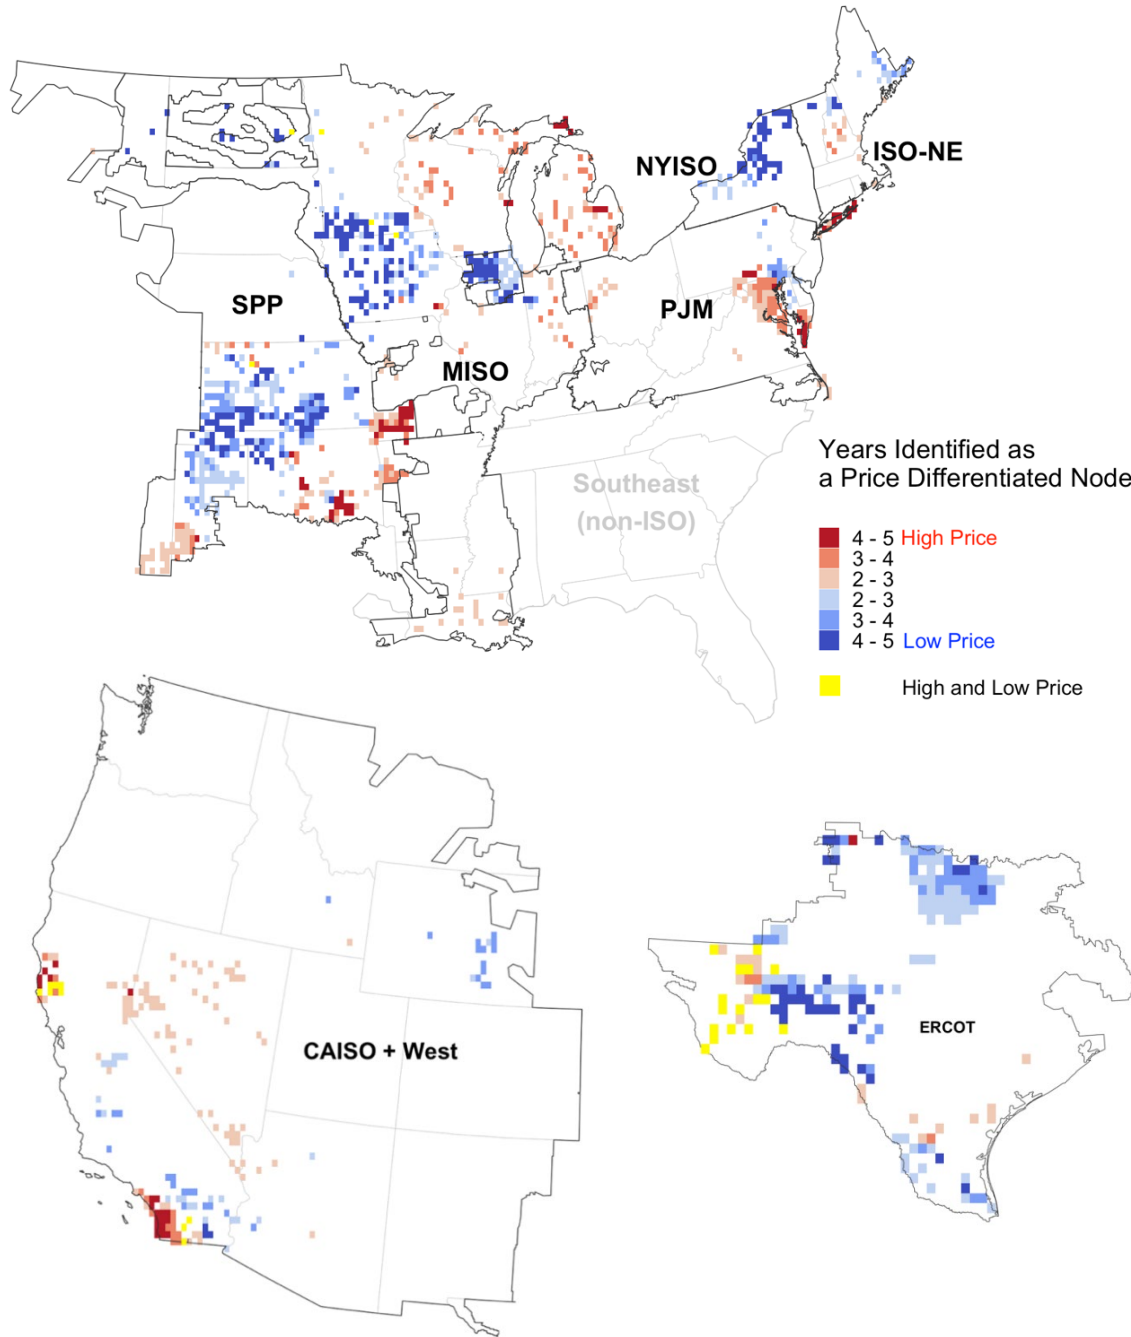 NYISO
ISO-NE
SPP
PJM
MISO
Southeast
(non-ISO)
Years Identified as
a Price Differentiated Node
4 - 5 High Price
3 - 4
2 - 3
2 - 3
3 - 4
4 - 5 Low Price
High and Low Price
CAISO + West
ERCOT